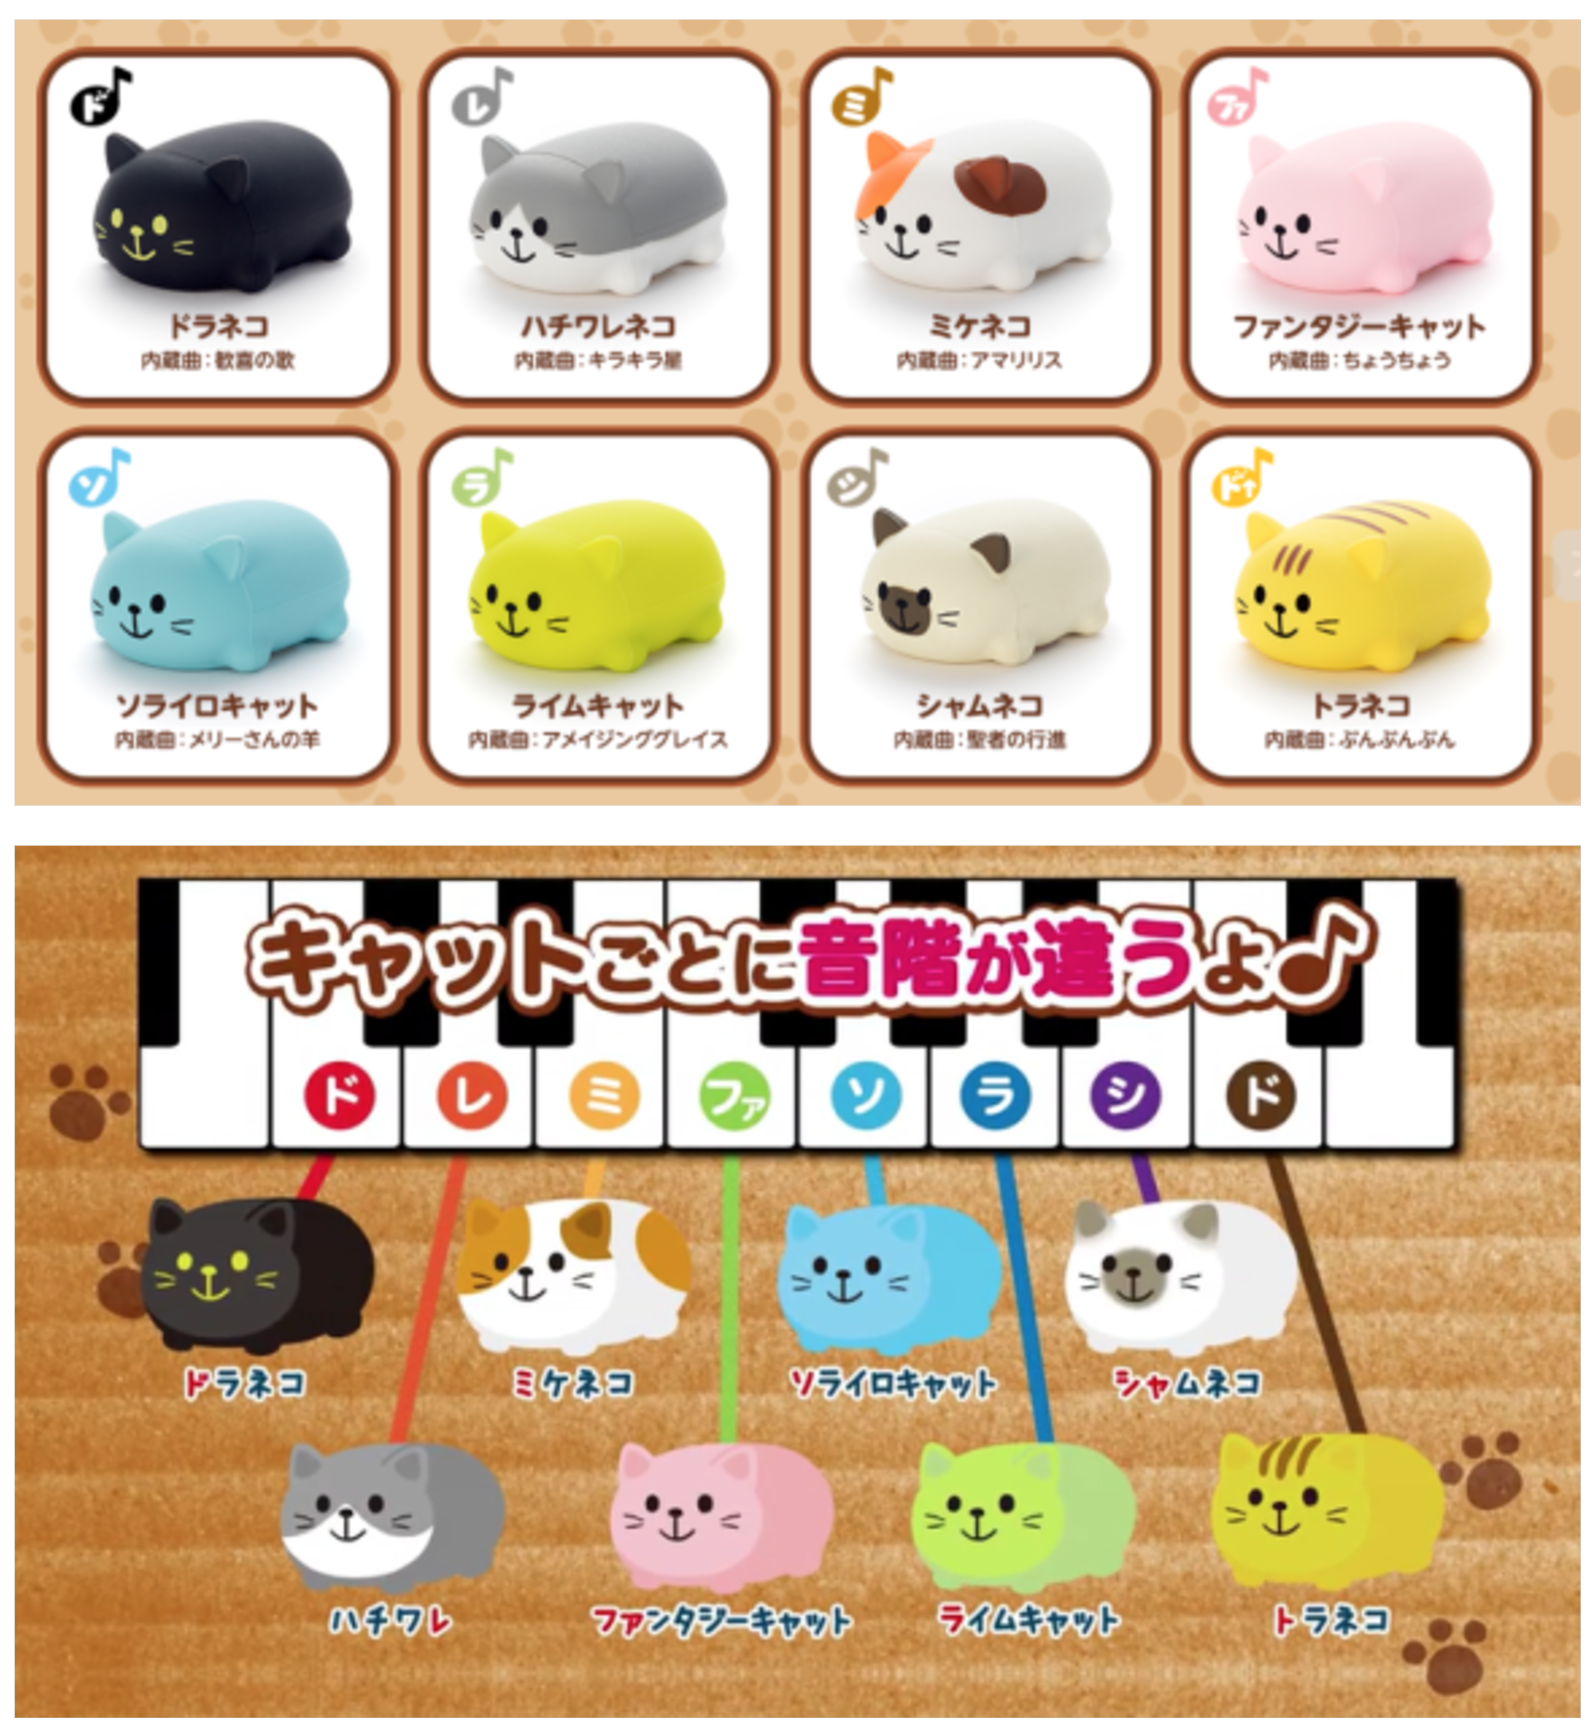 ド
レ
ミ
ファ
ドラネコ
内蔵曲:歓喜の歌
ハチワレネコ
内蔵曲:キラキラ星
ミケネコ
内蔵曲:アマリリス
ファンタジーキャット
内蔵曲:ちょうちょう
ソ
ラ
シ
ド↑
ソライロキャット
内蔵曲:メリーさんの羊
ライムキャット
内蔵曲:アメイジンググレイス
シャムネコ
内蔵曲:聖者の行進
トラネコ
内蔵曲:ぶんぶんぶん
キャットごとに音階が違うよ♪
ド レ ミ ファ ソ ラ シ ド
ドラネコ
ミケネコ
ソライロキャット
シャムネコ
ハチワレ
ファンタジーキャット
ライムキャット
トラネコ